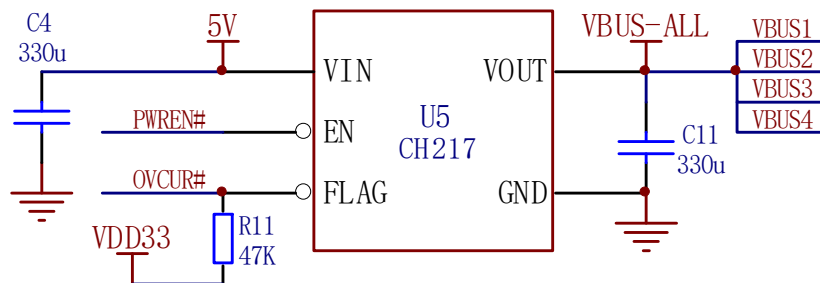 C4
330u
5V
VBUS-ALL
VBUS1
VBUS2
VBUS3
VBUS4
VIN
VOUT
PWREN#
EN
U5
CH217
C11
330u
OVCUR#
FLAG
GND
R11
47K
VDD33